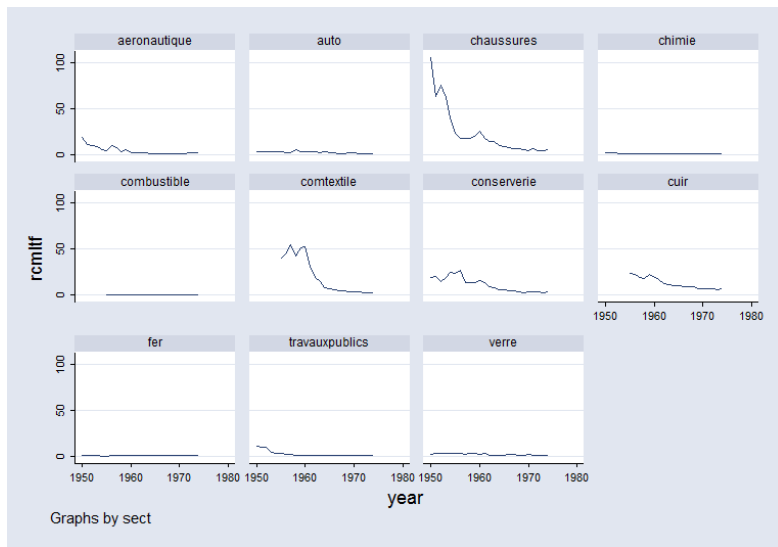 aeronautique auto chaussures chimie
100
50
0
combustible comtextile conserverie cuir
100
50
0
rcmltf
1950 1960 1970 1980
fer travauxpublics verre
100
50
0
1950 1960 1970 1980 1950 1960 1970 1980 1950 1960 1970 1980
year
Graphs by sect